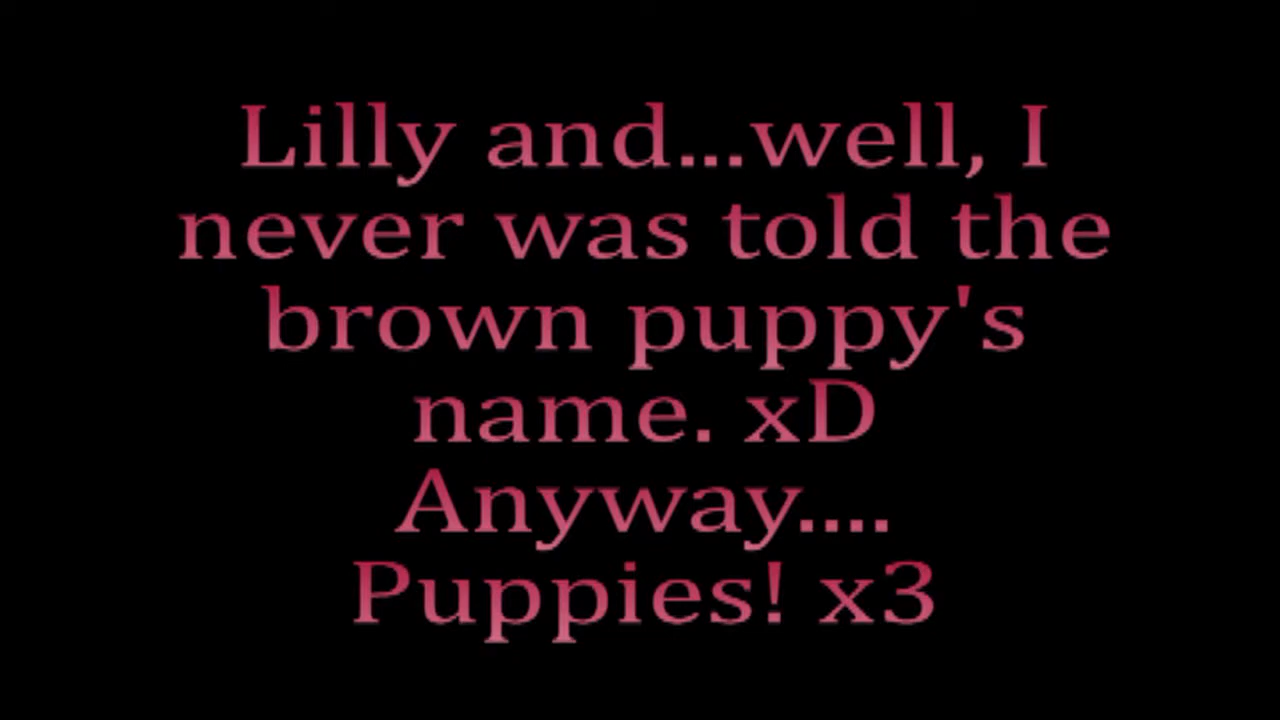 Lilly and...well, I
never was told the
brown puppy's
name. xD
Anyway....
Puppies! x3